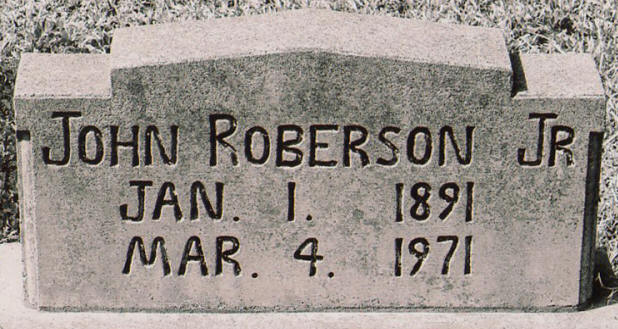 JOHN ROBERSON JR
JAN. 1. 1891
MAR. 4. 1971